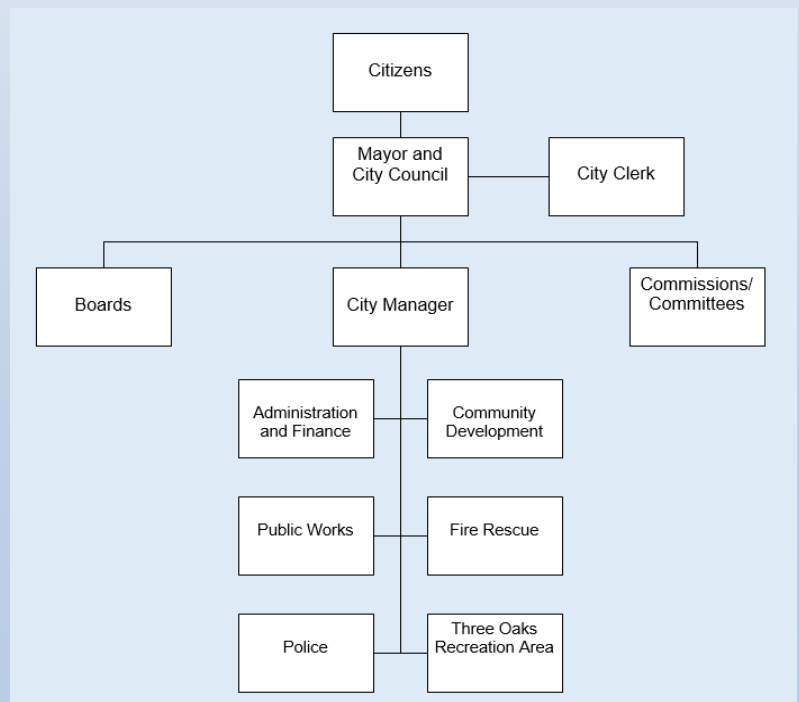 Citizens
Mayor and
City Council
City Clerk
Boards
City Manager
Commissions/
Committees
Administration
and Finance
Community
Development
Public Works
Fire Rescue
Police
Three Oaks
Recreation Area